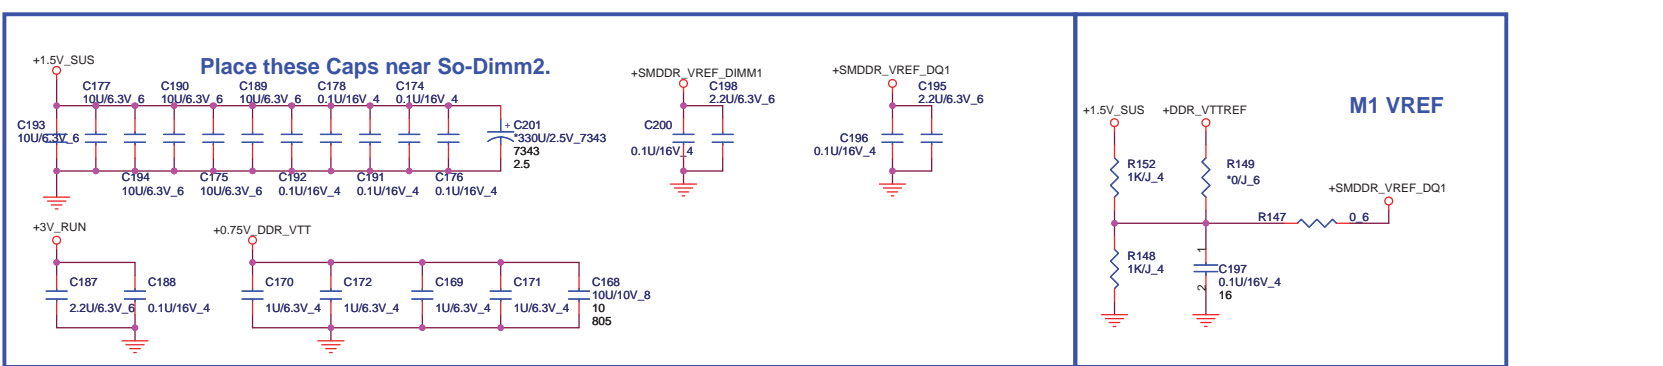 Place these Caps near So-Dimm2.
+1.5V_SUS
C177
10U/6.3V_6
C190
10U/6.3V_6
C189
10U/6.3V_6
C178
0.1U/16V_4
C174
0.1U/16V_4
C193
10U/6.3V_6
+
C201
*330U/2.5V_7343
7343
2.5
C194
10U/6.3V_6
C175
10U/6.3V_6
C192
0.1U/16V_4
C191
0.1U/16V_4
C176
0.1U/16V_4
+SMDDR_VREF_DIMM1
C198
2.2U/6.3V_6
C200
0.1U/16V_4
+SMDDR_VREF_DQ1
C195
2.2U/6.3V_6
C196
0.1U/16V_4
+3V_RUN
C187
2.2U/6.3V_6
C188
0.1U/16V_4
+0.75V_DDR_VTT
C170
1U/6.3V_4
C172
1U/6.3V_4
C169
1U/6.3V_4
C171
1U/6.3V_4
C168
10U/10V_8
10
805
M1 VREF
+1.5V_SUS
+DDR_VTTREF
R152
1K/J_4
R149
*0/J_6
+SMDDR_VREF_DQ1
R147
0_6
R148
1K/J_4
1
2
C197
0.1U/16V_4
16